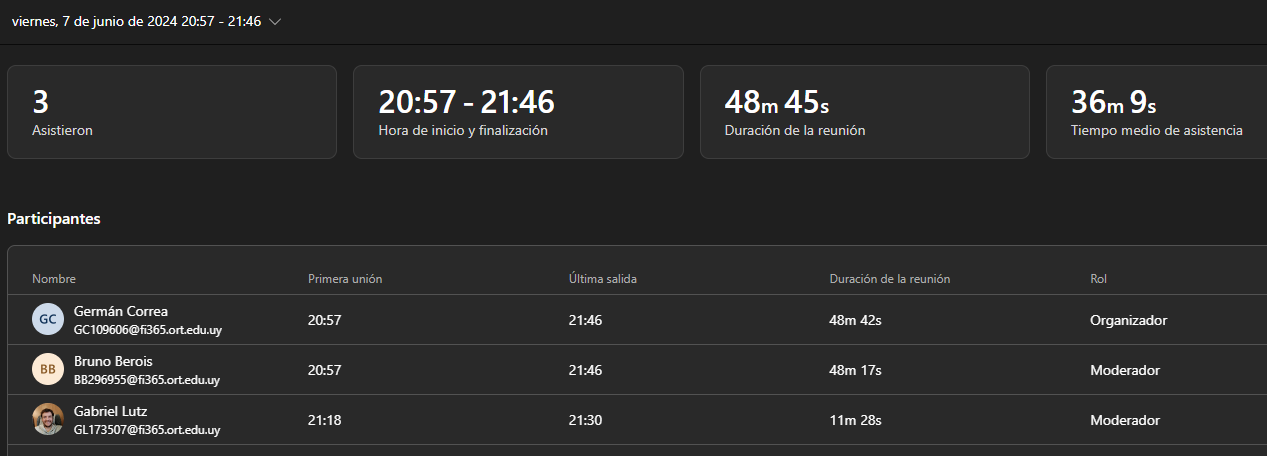 viernes, 7 de junio de 2024 20:57 - 21:46
3
Asistieron
20:57 - 21:46
Hora de inicio y finalización
48m 45s
Duración de la reunión
36m 9s
Tiempo medio de asistencia
Participantes
Nombre Primera unión Última salida Duración de la reunión Rol
GC Germán Correa
GC109606@fi365.ort.edu.uy
20:57 21:46 48m 42s Organizador
BB Bruno Berois
BB296955@fi365.ort.edu.uy
20:57 21:46 48m 17s Moderador
Gabriel Lutz
GL173507@fi365.ort.edu.uy
21:18 21:30 11m 28s Moderador